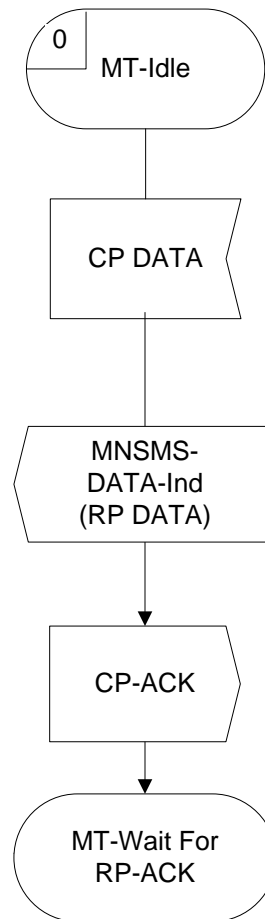 0
MT-Idle
CP DATA
MNSMS-
DATA-Ind
(RP DATA)
CP-ACK
MT-Wait For
RP-ACK